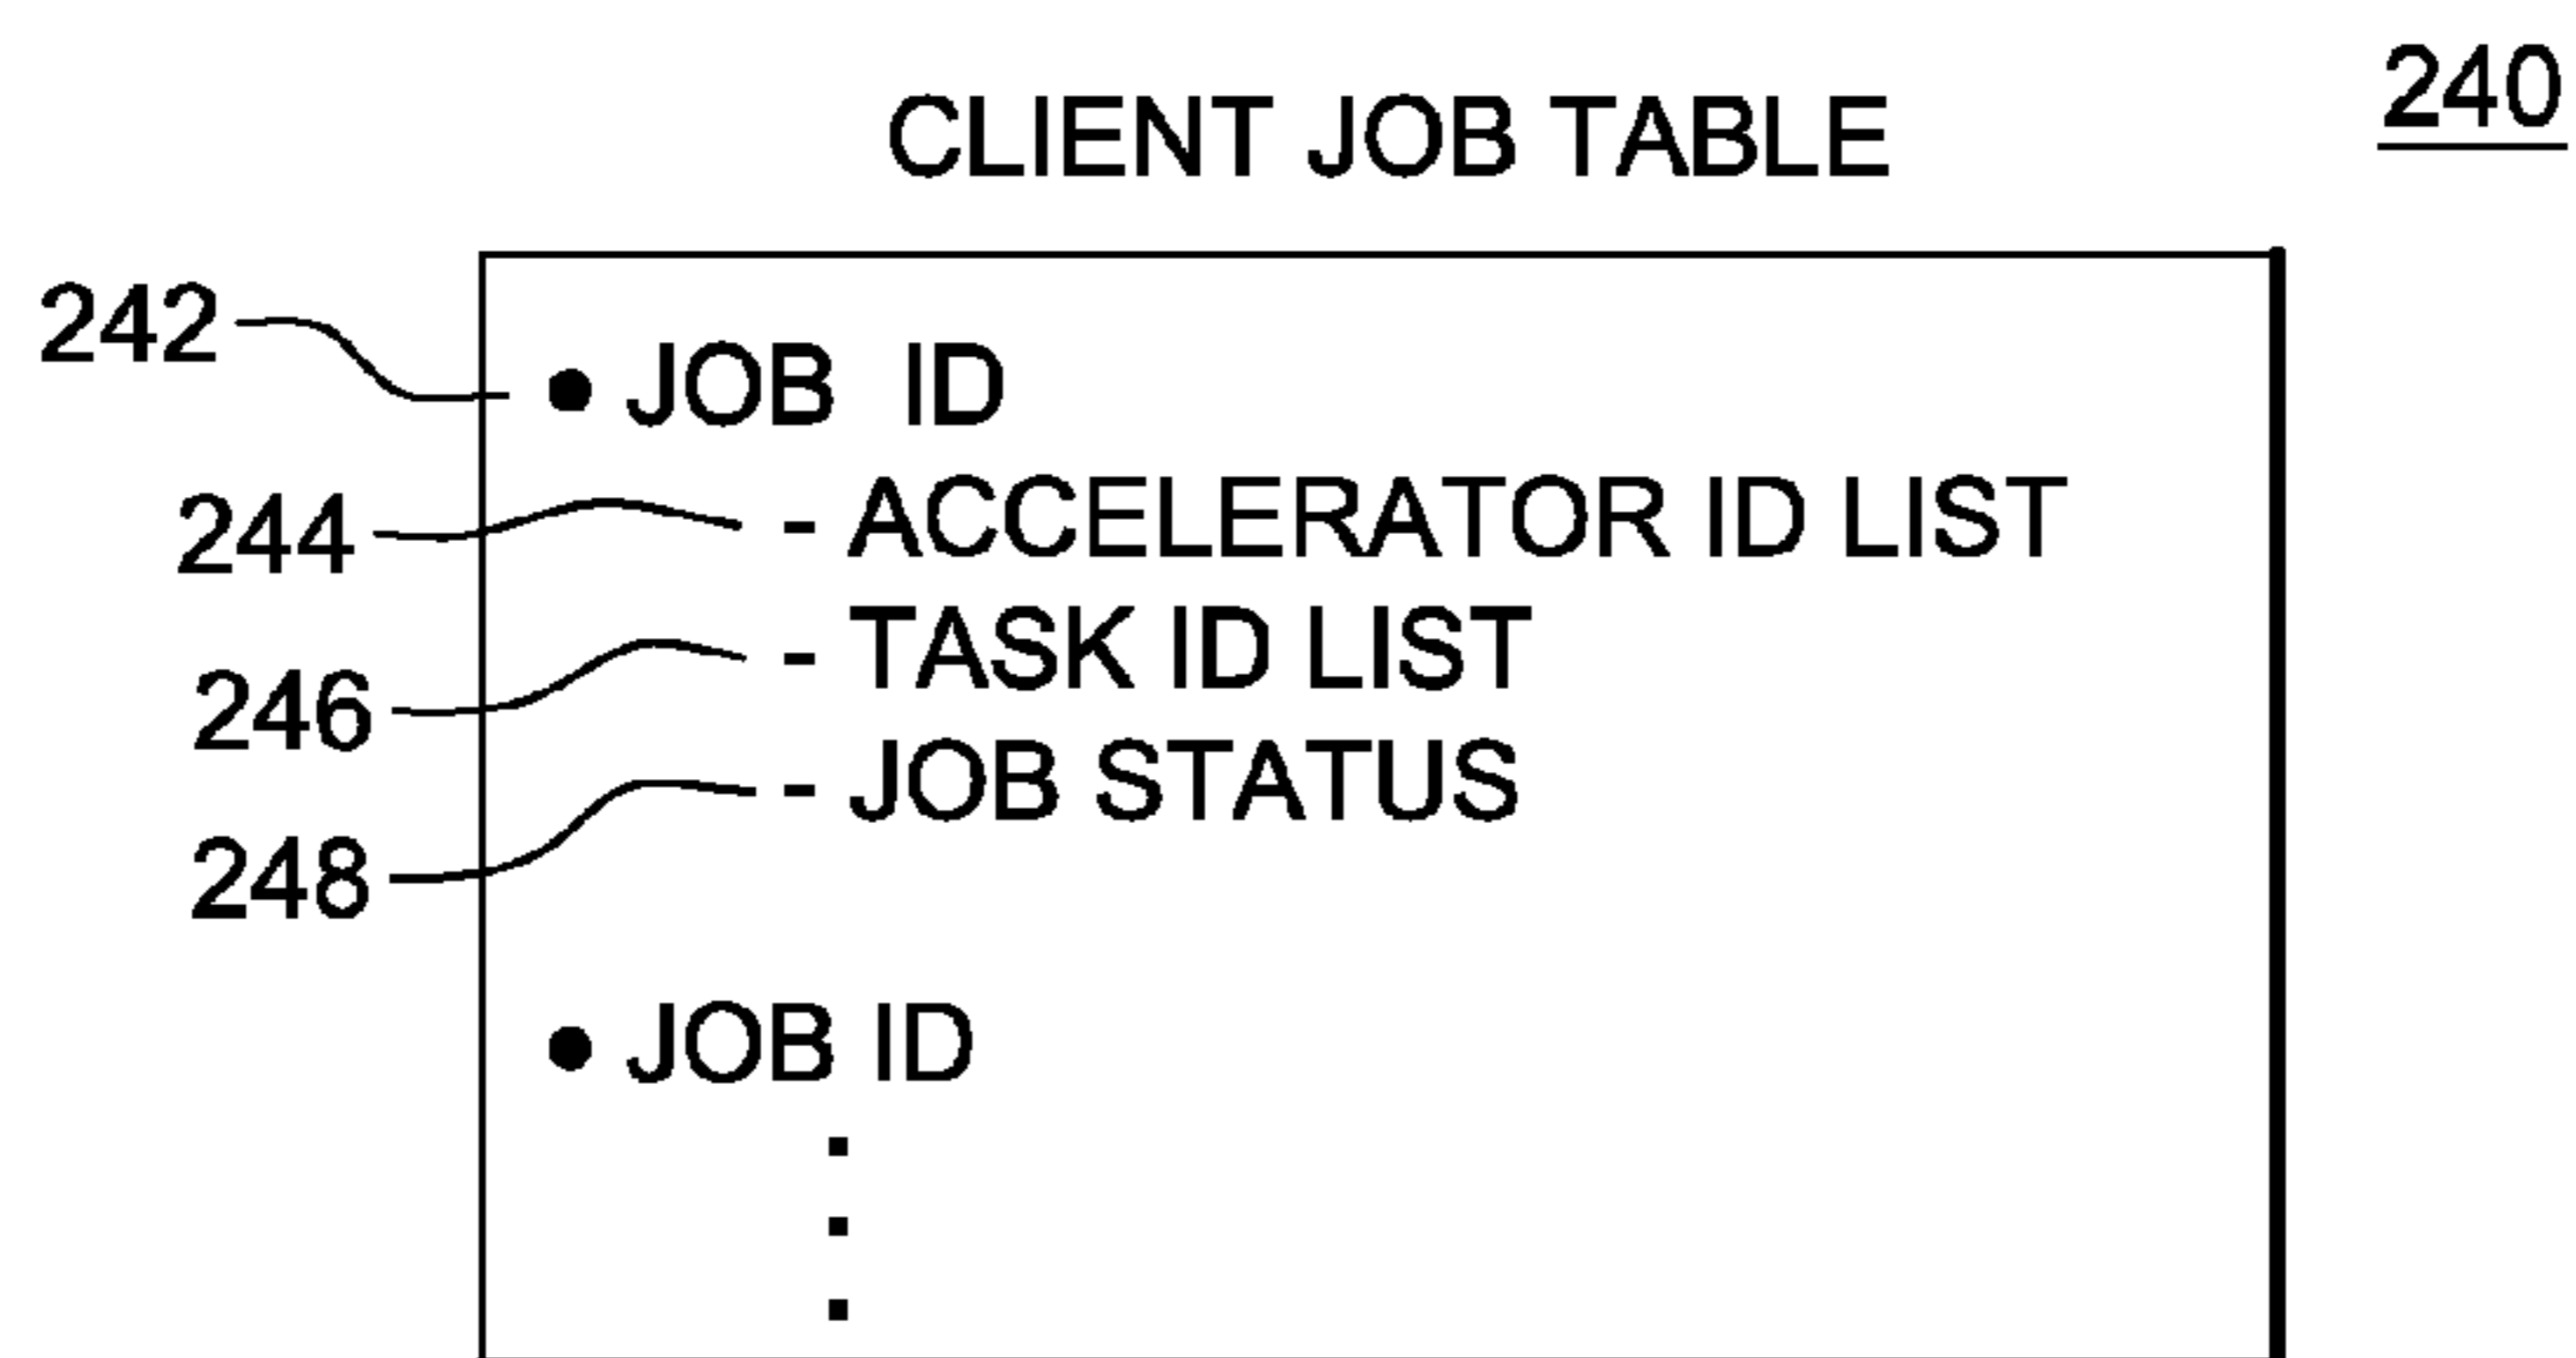 240
CLIENT JOB TABLE
242 • JOB ID
244 - ACCELERATOR ID LIST
246 - TASK ID LIST
248 - JOB STATUS
• JOB ID